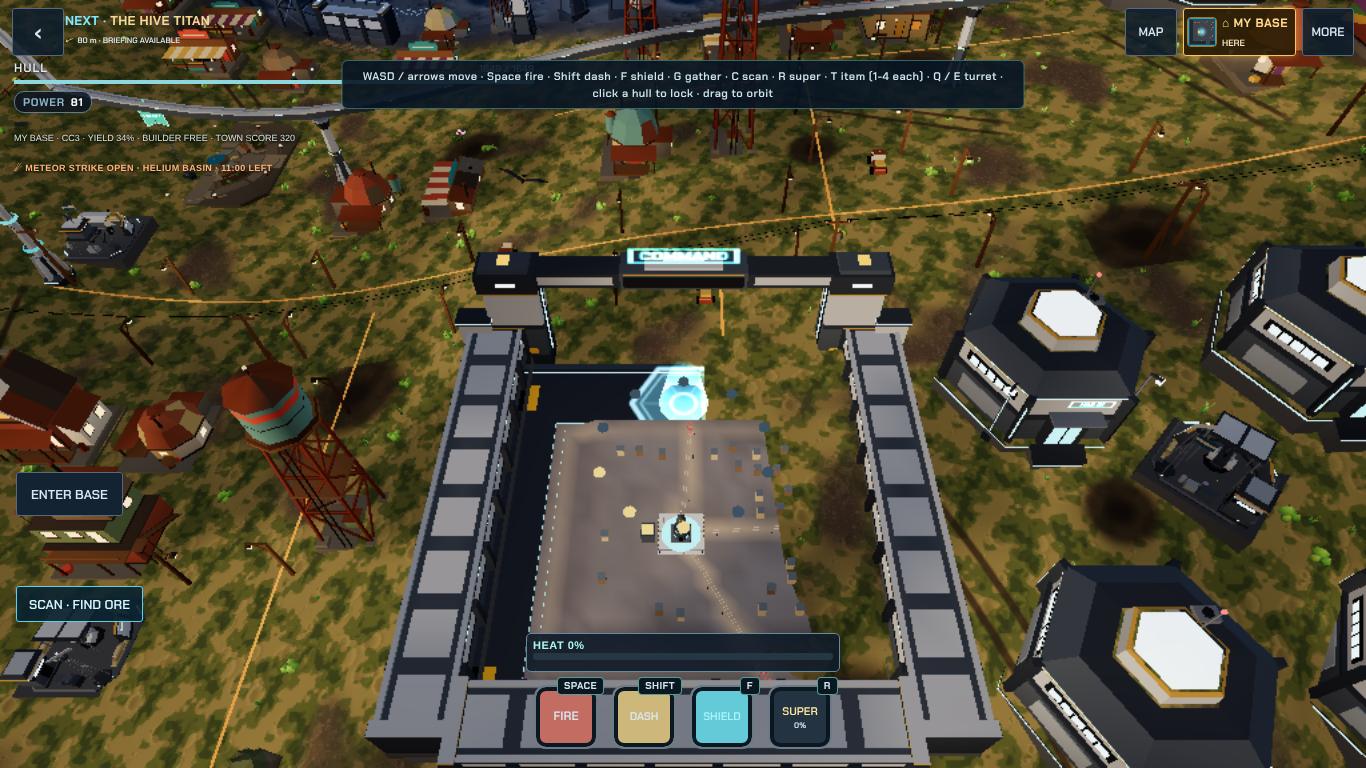 ‹
NEXT · THE HIVE TITAN
80 m · BRIEFING AVAILABLE
HULL
POWER 81
MY BASE · CC3 · YIELD 34% · BUILDER FREE · TOWN SCORE 320
METEOR STRIKE OPEN · HELIUM BASIN · 11:00 LEFT
WASD / arrows move · Space fire · Shift dash · F shield · G gather · C scan · R super · T item (1-4 each) · Q / E turret ·
click a hull to lock · drag to orbit
MAP
⌂ MY BASE
HERE
MORE
COMMAND
ENTER BASE
SCAN · FIND ORE
HEAT 0%
SPACE
FIRE
SHIFT
DASH
F
SHIELD
R
SUPER
0%